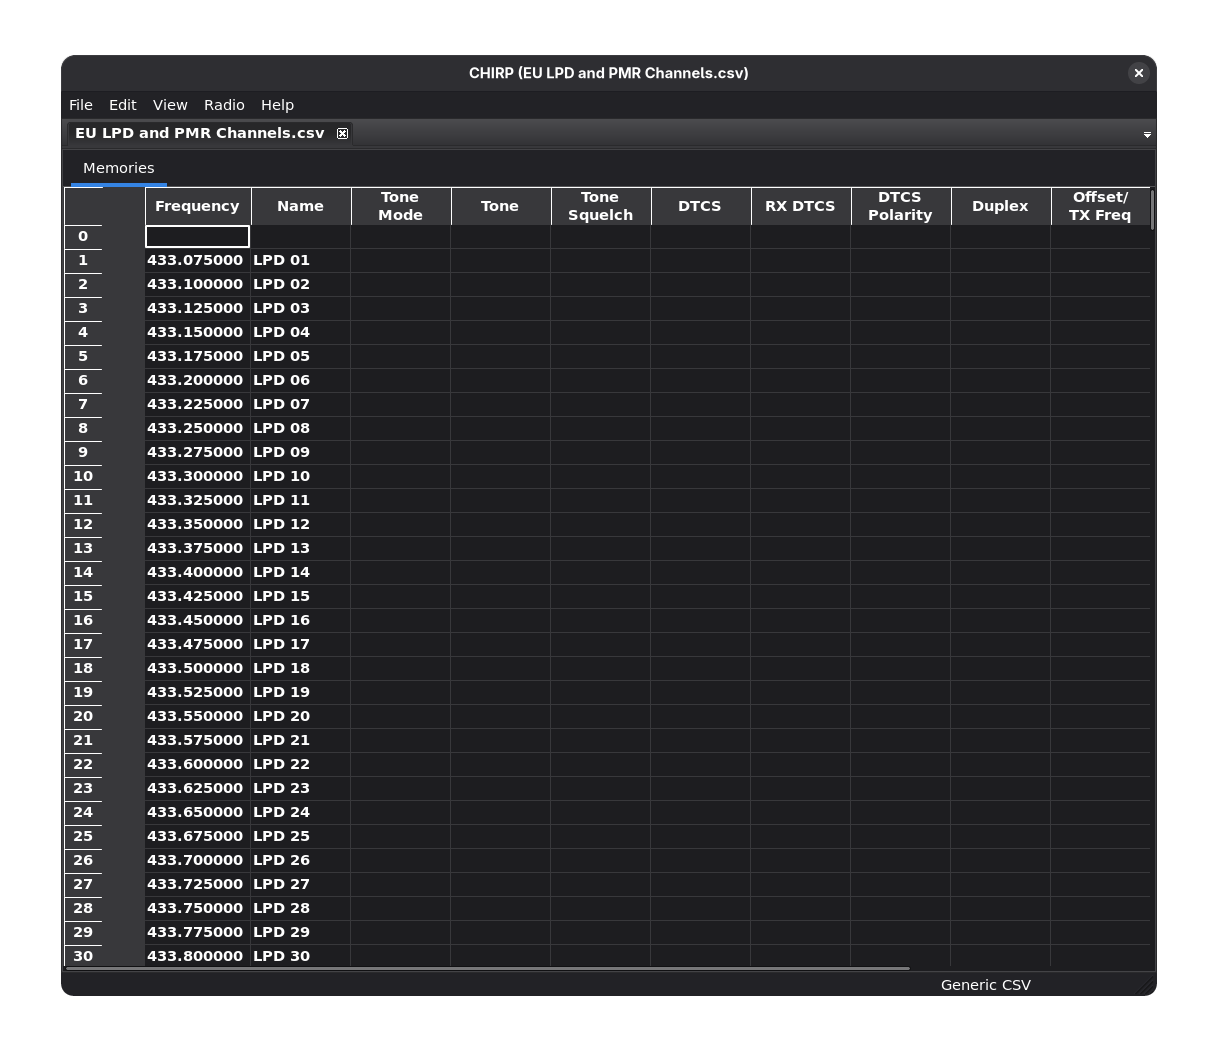 CHIRP (EU LPD and PMR Channels.csv)
File Edit View Radio Help
EU LPD and PMR Channels.csv
Memories
Frequency Name Tone Mode Tone Tone Squelch DTCS RX DTCS DTCS Polarity Duplex Offset/ TX Freq
0
1 433.075000 LPD 01
2 433.100000 LPD 02
3 433.125000 LPD 03
4 433.150000 LPD 04
5 433.175000 LPD 05
6 433.200000 LPD 06
7 433.225000 LPD 07
8 433.250000 LPD 08
9 433.275000 LPD 09
10 433.300000 LPD 10
11 433.325000 LPD 11
12 433.350000 LPD 12
13 433.375000 LPD 13
14 433.400000 LPD 14
15 433.425000 LPD 15
16 433.450000 LPD 16
17 433.475000 LPD 17
18 433.500000 LPD 18
19 433.525000 LPD 19
20 433.550000 LPD 20
21 433.575000 LPD 21
22 433.600000 LPD 22
23 433.625000 LPD 23
24 433.650000 LPD 24
25 433.675000 LPD 25
26 433.700000 LPD 26
27 433.725000 LPD 27
28 433.750000 LPD 28
29 433.775000 LPD 29
30 433.800000 LPD 30
Generic CSV